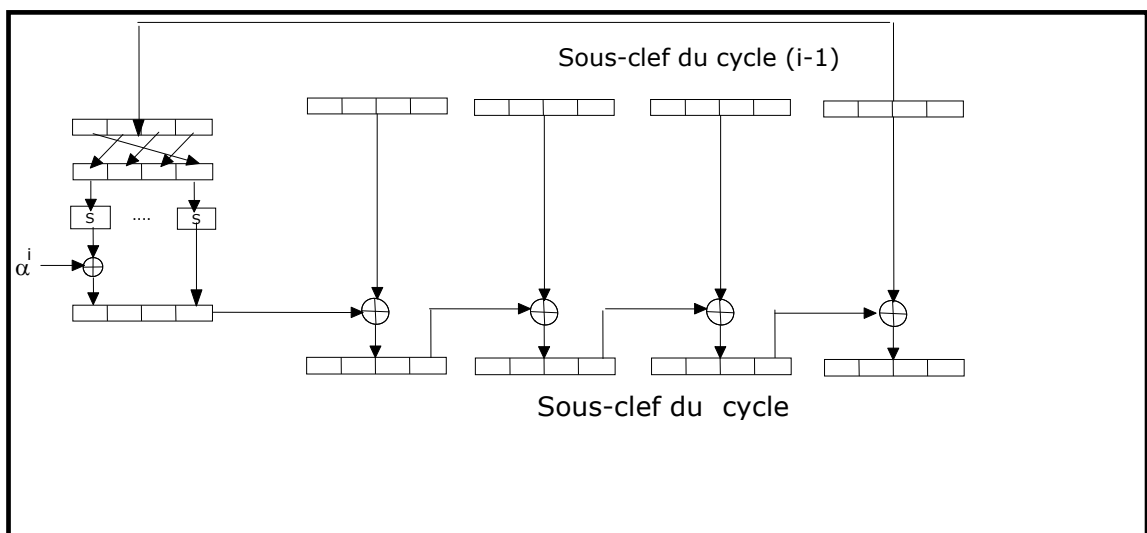 Sous-clef du cycle (i-1)
S .... S
α^i
Sous-clef du  cycle